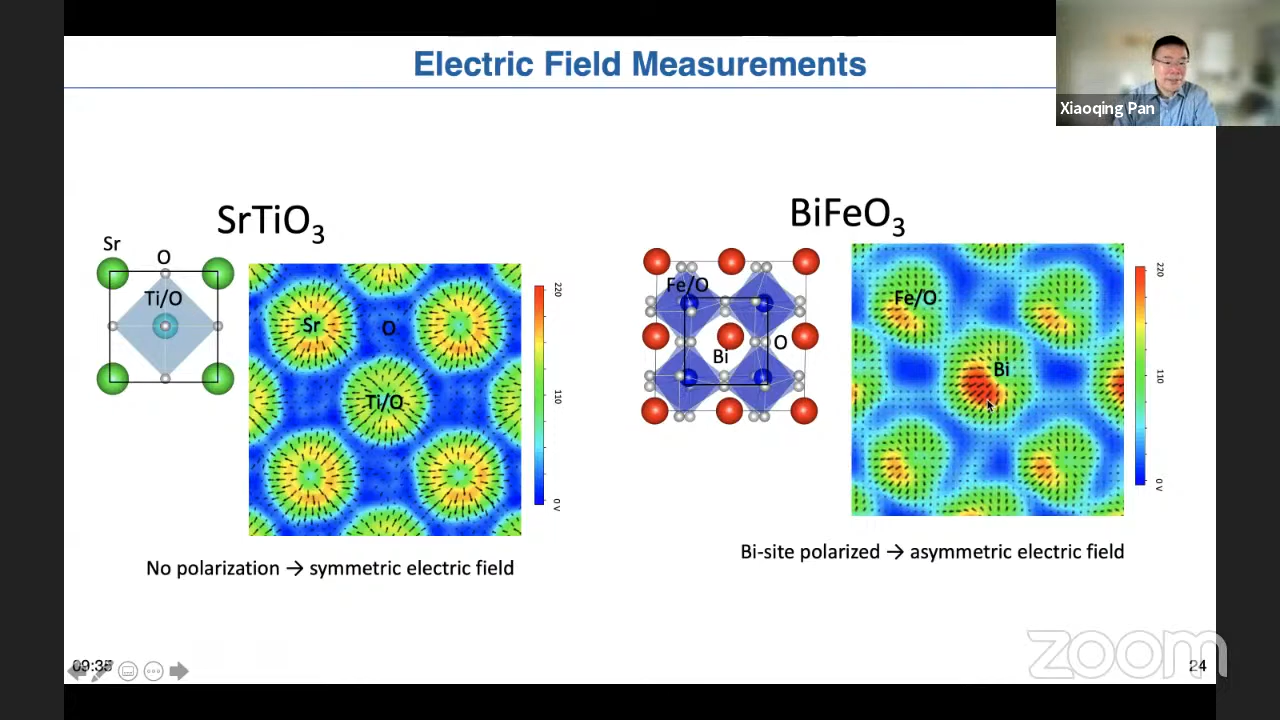 Electric Field Measurements
Xiaoqing Pan
SrTiO3
Sr
O
Ti/O
Sr
O
Ti/O
220
110
0 V
No polarization → symmetric electric field
BiFeO3
Fe/O
Bi
O
Fe/O
Bi
220
110
0 V
Bi-site polarized → asymmetric electric field
09:35
zoom
24